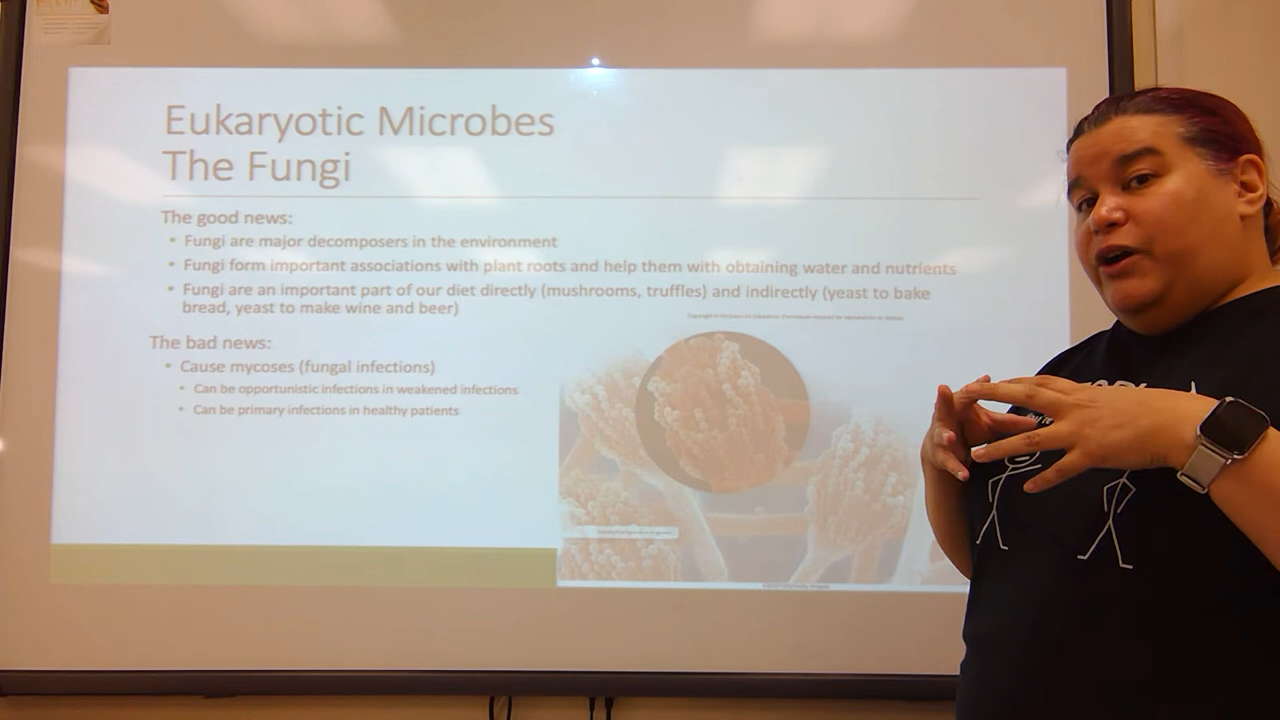 Eukaryotic Microbes
The Fungi
The good news:
• Fungi are major decomposers in the environment
• Fungi form important associations with plant roots and help them with obtaining water and nutrients
• Fungi are an important part of our diet directly (mushrooms, truffles) and indirectly (yeast to bake
bread, yeast to make wine and beer)
The bad news:
• Cause mycoses (fungal infections)
• Can be opportunistic infections in weakened infections
• Can be primary infections in healthy patients